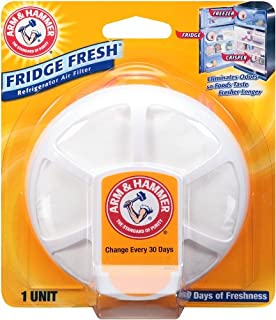 ARM & HAMMER
THE STANDARD OF PURITY
FRIDGE FRESH
Refrigerator Air Filter
FREEZER
FRIDGE
CRISPER
Eliminates Odors
so Foods Taste
Fresher Longer
ARM & HAMMER
THE STANDARD OF PURITY
Change Every 30 Days
1 UNIT
Days of Freshness